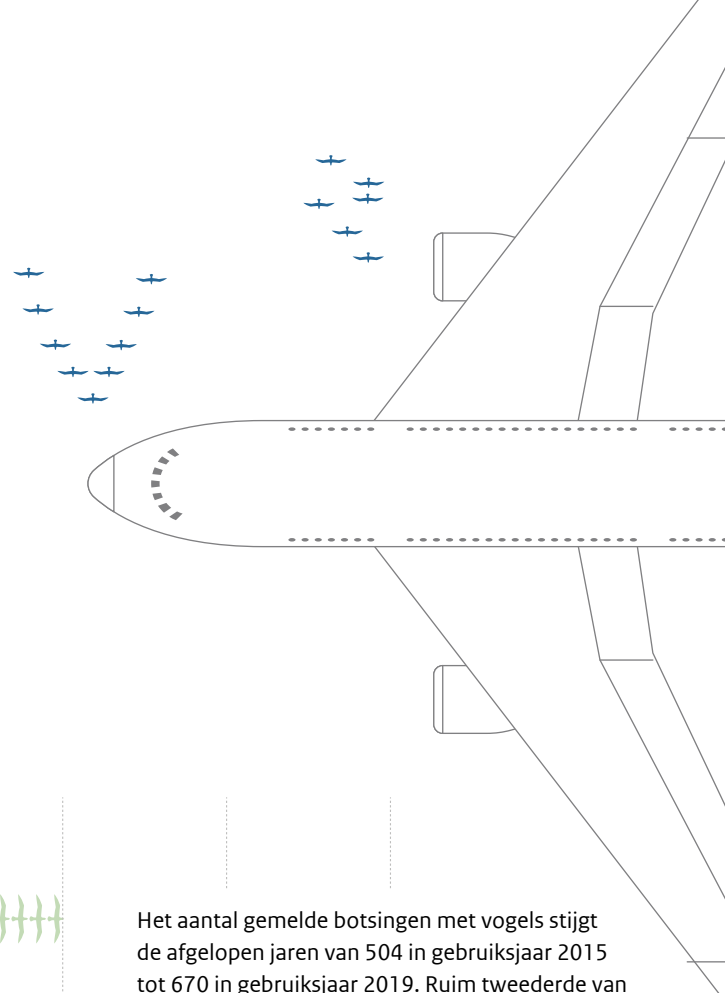 Het aantal gemelde botsingen met vogels stijgt
de afgelopen jaren van 504 in gebruiksjaar 2015
tot 670 in gebruiksjaar 2019. Ruim tweederde van